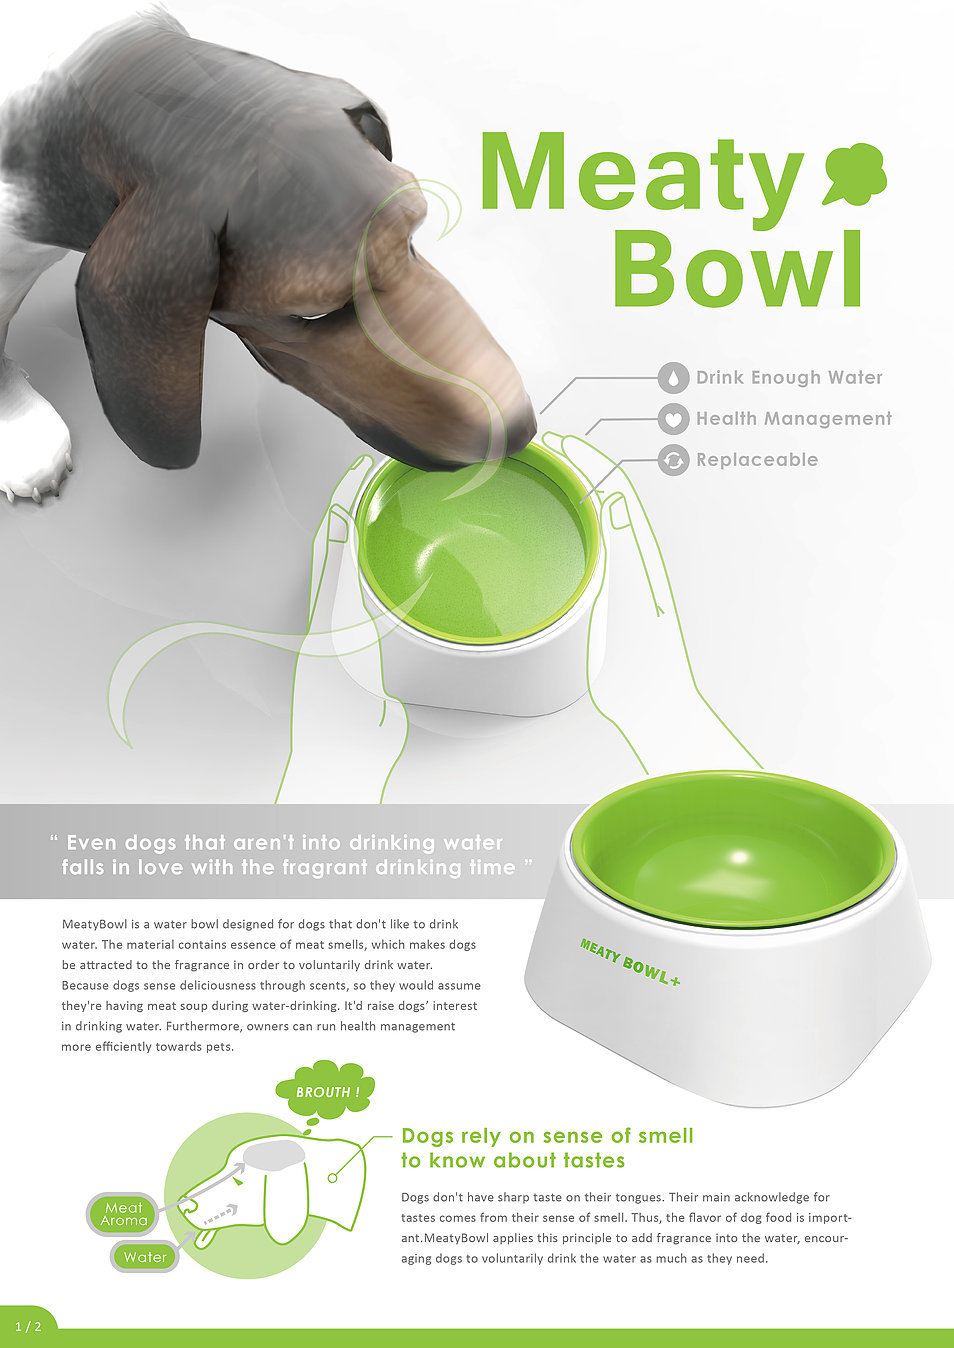 Meaty
Bowl
Drink Enough Water
Health Management
Replaceable
“ Even dogs that aren't into drinking water
falls in love with the fragrant drinking time ”
MeatyBowl is a water bowl designed for dogs that don't like to drink
water. The material contains essence of meat smells, which makes dogs
be attracted to the fragrance in order to voluntarily drink water.
Because dogs sense deliciousness through scents, so they would assume
they're having meat soup during water-drinking. It'd raise dogs’ interest
in drinking water. Furthermore, owners can run health management
more efficiently towards pets.
MEATY BOWL+
BROUTH !
Meat
Aroma
Water
Dogs rely on sense of smell
to know about tastes
Dogs don't have sharp taste on their tongues. Their main acknowledge for
tastes comes from their sense of smell. Thus, the flavor of dog food is import-
ant.MeatyBowl applies this principle to add fragrance into the water, encour-
aging dogs to voluntarily drink the water as much as they need.
1 / 2